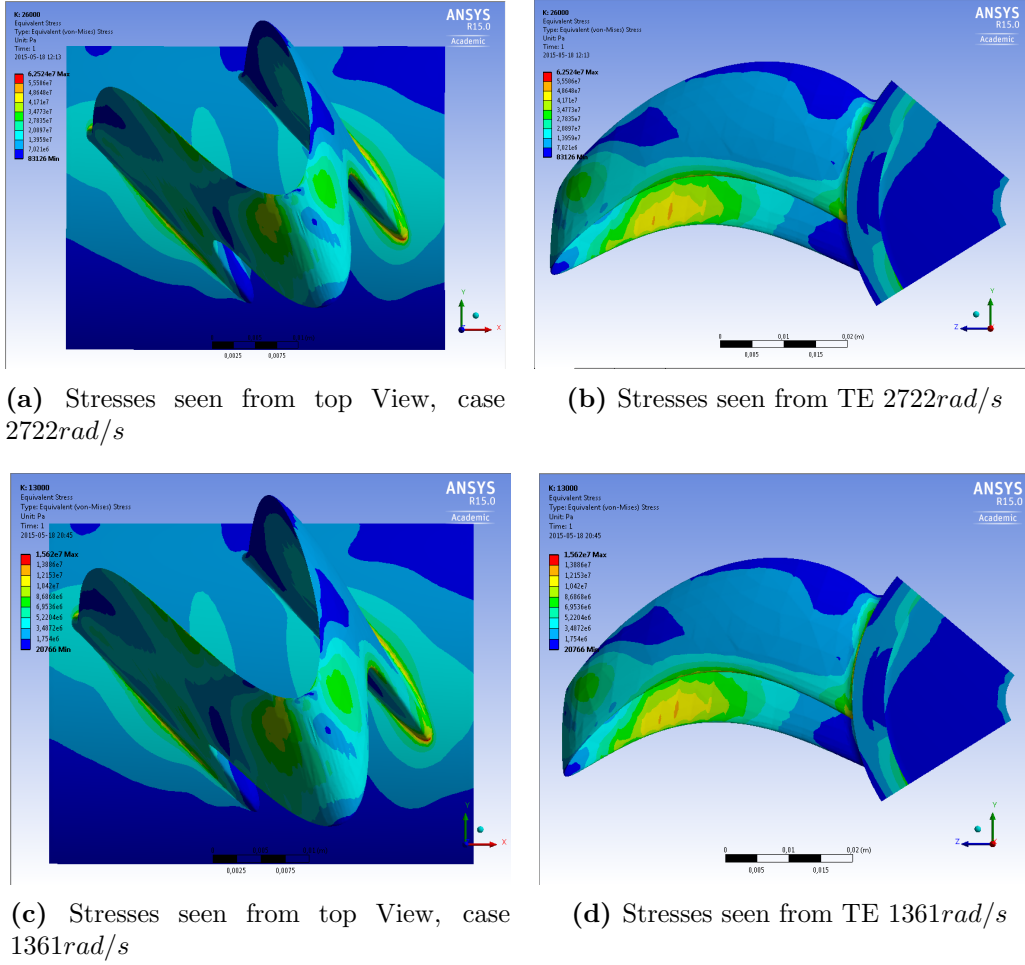 K: 26000
Equivalent Stress
Type: Equivalent (von-Mises) Stress
Unit: Pa
Time: 1
2015-05-18 12:13
6,2524e7 Max
5,5586e7
4,8648e7
4,171e7
3,4773e7
2,7835e7
2,0897e7
1,3959e7
7,021e6
83126 Min
ANSYS
R15.0
Academic
Y
X
0,0025
0,0075
K: 26000
Equivalent Stress
Type: Equivalent (von-Mises) Stress
Unit: Pa
Time: 1
2015-05-18 12:13
6,2524e7 Max
5,5586e7
4,8648e7
4,171e7
3,4773e7
2,7835e7
2,0897e7
1,3959e7
7,021e6
83126 Min
ANSYS
R15.0
Academic
Y
Z
0
0,01
0,02 (m)
0,005
0,015
(a) Stresses seen from top View, case
2722rad/s
(b) Stresses seen from TE 2722rad/s
K: 13000
Equivalent Stress
Type: Equivalent (von-Mises) Stress
Unit: Pa
Time: 1
2015-05-18 20:45
1,562e7 Max
1,3886e7
1,2153e7
1,042e7
8,6868e6
6,9536e6
5,2204e6
3,4872e6
1,754e6
20766 Min
ANSYS
R15.0
Academic
Y
X
0,0025
0,0075
K: 13000
Equivalent Stress
Type: Equivalent (von-Mises) Stress
Unit: Pa
Time: 1
2015-05-18 20:45
1,562e7 Max
1,3886e7
1,2153e7
1,042e7
8,6868e6
6,9536e6
5,2204e6
3,4872e6
1,754e6
20766 Min
ANSYS
R15.0
Academic
Y
Z
0
0,01
0,02 (m)
0,005
0,015
(c) Stresses seen from top View, case
1361rad/s
(d) Stresses seen from TE 1361rad/s